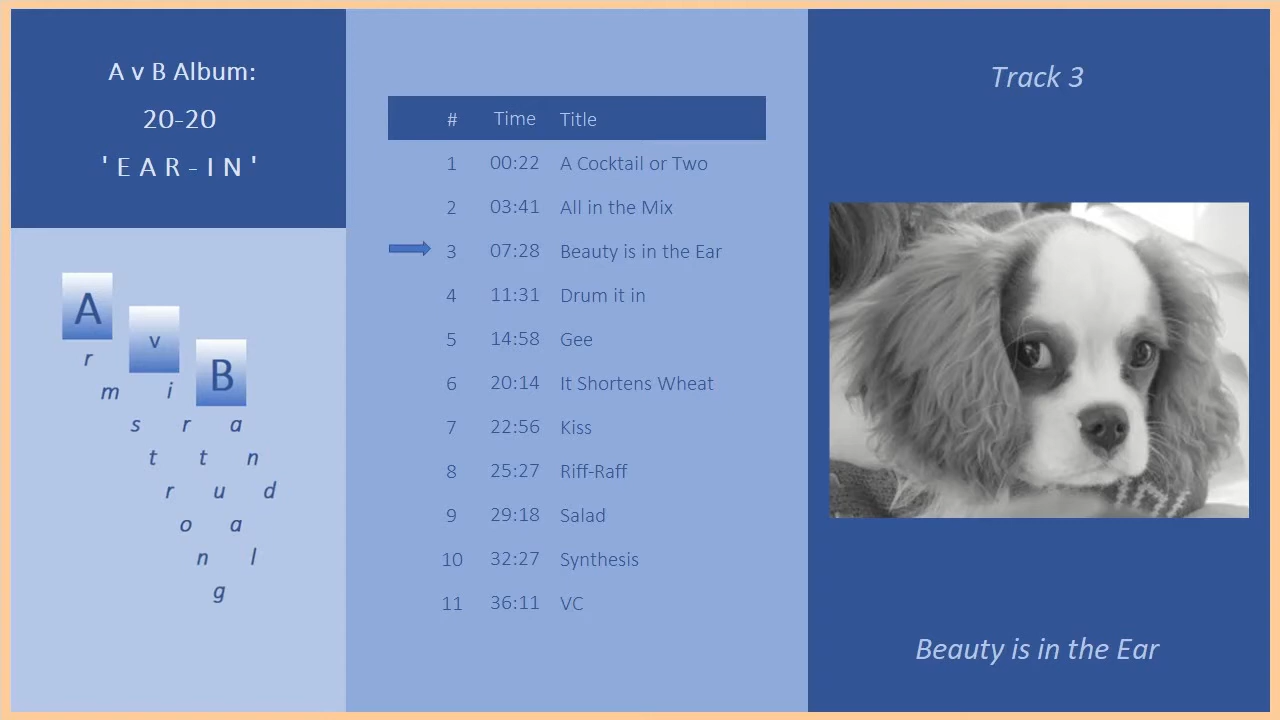 A v B Album:
20-20
' E A R - I N '
A
v
B
r
m i
s r a
t t n
r u d
o a
n l
g
# Time Title
1 00:22 A Cocktail or Two
2 03:41 All in the Mix
3 07:28 Beauty is in the Ear
4 11:31 Drum it in
5 14:58 Gee
6 20:14 It Shortens Wheat
7 22:56 Kiss
8 25:27 Riff-Raff
9 29:18 Salad
10 32:27 Synthesis
11 36:11 VC
Track 3
Beauty is in the Ear